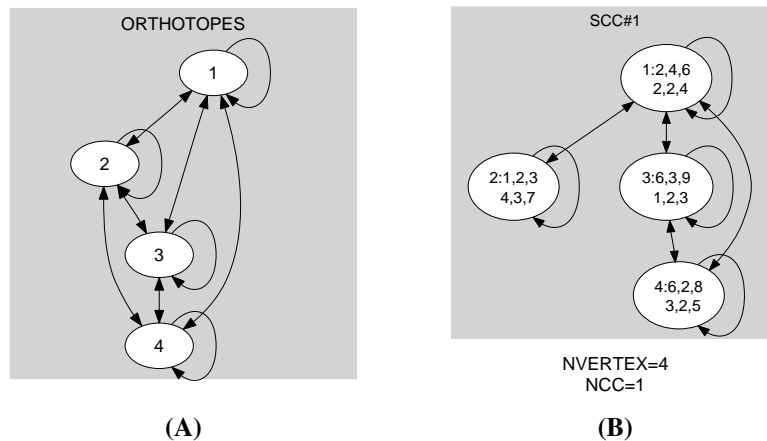 ORTHOTOPES
1
2
3
4
(A)
SCC#1
1:2,4,6
2,2,4
2:1,2,3
4,3,7
3:6,3,9
1,2,3
4:6,2,8
3,2,5
NVERTEX=4
NCC=1
(B)